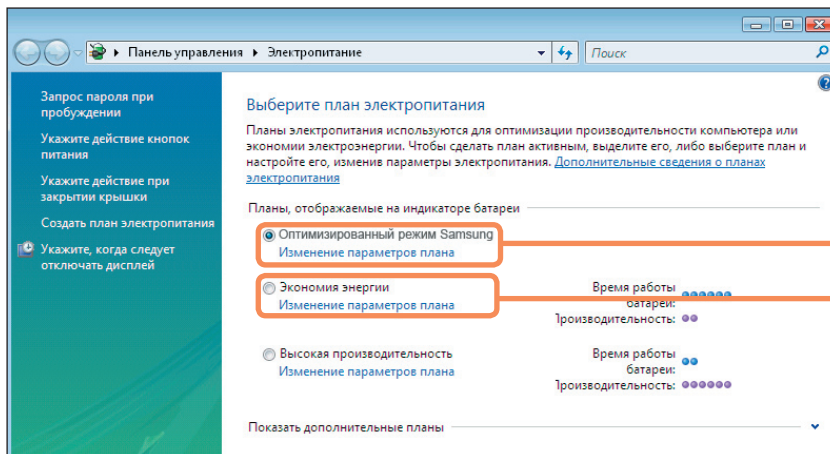 Панель управления ▸ Электропитание
Поиск
Запрос пароля при
пробуждении
Укажите действие кнопок
питания
Укажите действие при
закрытии крышки
Создать план электропитания
Укажите, когда следует
отключать дисплей
Выберите план электропитания
Планы электропитания используются для оптимизации производительности компьютера или
экономии электроэнергии. Чтобы сделать план активным, выделите его, либо выберите план и
настройте его, изменив параметры электропитания. Дополнительные сведения о планах
электропитания
Планы, отображаемые на индикаторе батареи
Оптимизированный режим Samsung
Изменение параметров плана
Экономия энергии
Изменение параметров плана
Время работы
батареи:
Производительность:
Высокая производительность
Изменение параметров плана
Время работы
батареи:
Производительность:
Показать дополнительные планы